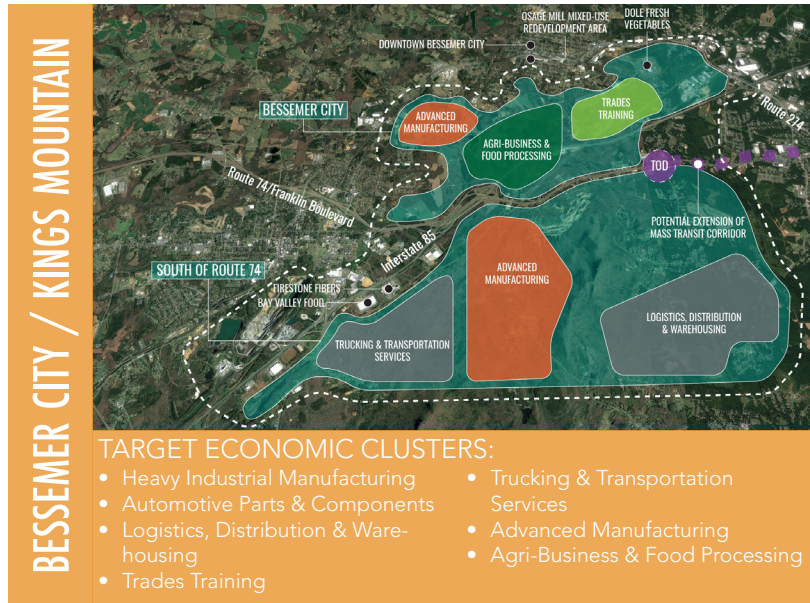 BESSEMER CITY / KINGS MOUNTAIN
OSAGE MILL MIXED-USE
REDEVELOPMENT AREA
DOLE FRESH
VEGETABLES
DOWNTOWN BESSEMER CITY
BESSEMER CITY
ADVANCED
MANUFACTURING
AGRI-BUSINESS &
FOOD PROCESSING
TRADES
TRAINING
Route 274
TOD
Route 74/Franklin Boulevard
POTENTIAL EXTENSION OF
MASS TRANSIT CORRIDOR
Interstate 85
SOUTH OF ROUTE 74
FIRESTONE FIBERS
BAY VALLEY FOOD
ADVANCED
MANUFACTURING
TRUCKING & TRANSPORTATION
SERVICES
LOGISTICS, DISTRIBUTION
& WAREHOUSING
TARGET ECONOMIC CLUSTERS:
• Heavy Industrial Manufacturing
• Automotive Parts & Components
• Logistics, Distribution & Ware-
housing
• Trades Training
• Trucking & Transportation
Services
• Advanced Manufacturing
• Agri-Business & Food Processing